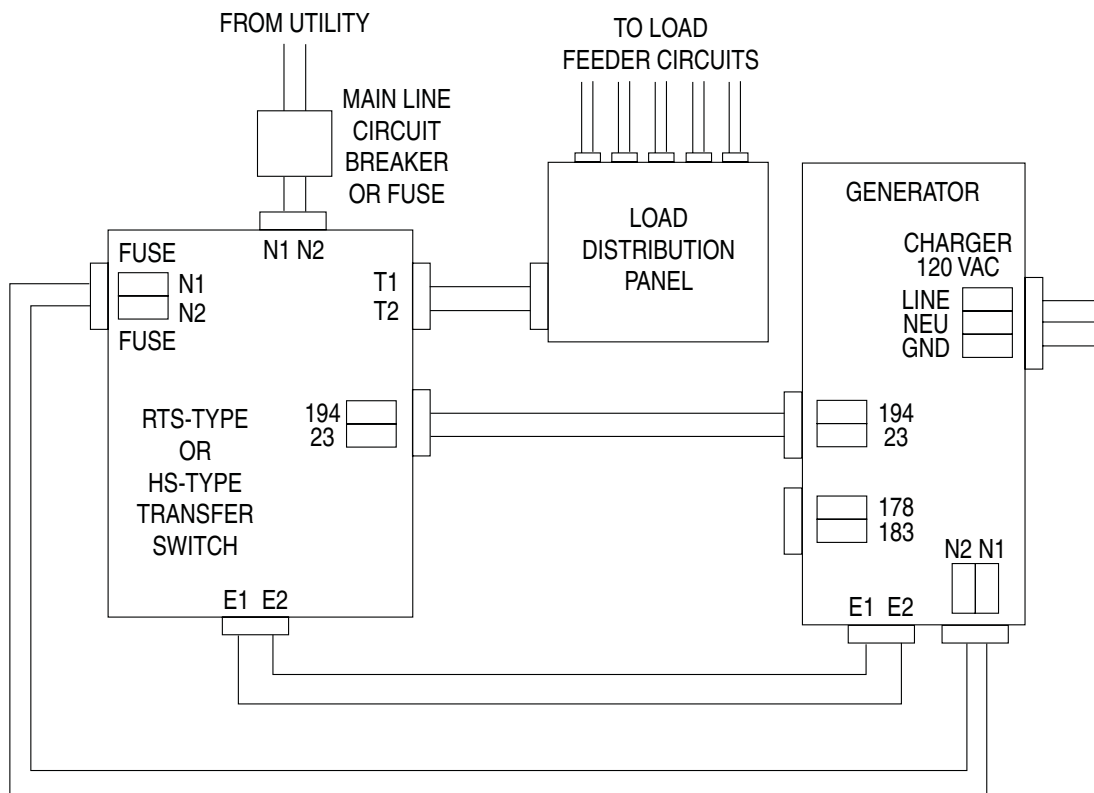 FROM UTILITY
TO LOAD
FEEDER CIRCUITS
MAIN LINE
CIRCUIT
BREAKER
OR FUSE
GENERATOR
LOAD
DISTRIBUTION
PANEL
CHARGER
120 VAC
LINE
NEU
GND
N1 N2
FUSE
N1
N2
FUSE
T1
T2
194
23
RTS-TYPE
OR
HS-TYPE
TRANSFER
SWITCH
194
23
178
183
N2 N1
E1 E2
E1 E2